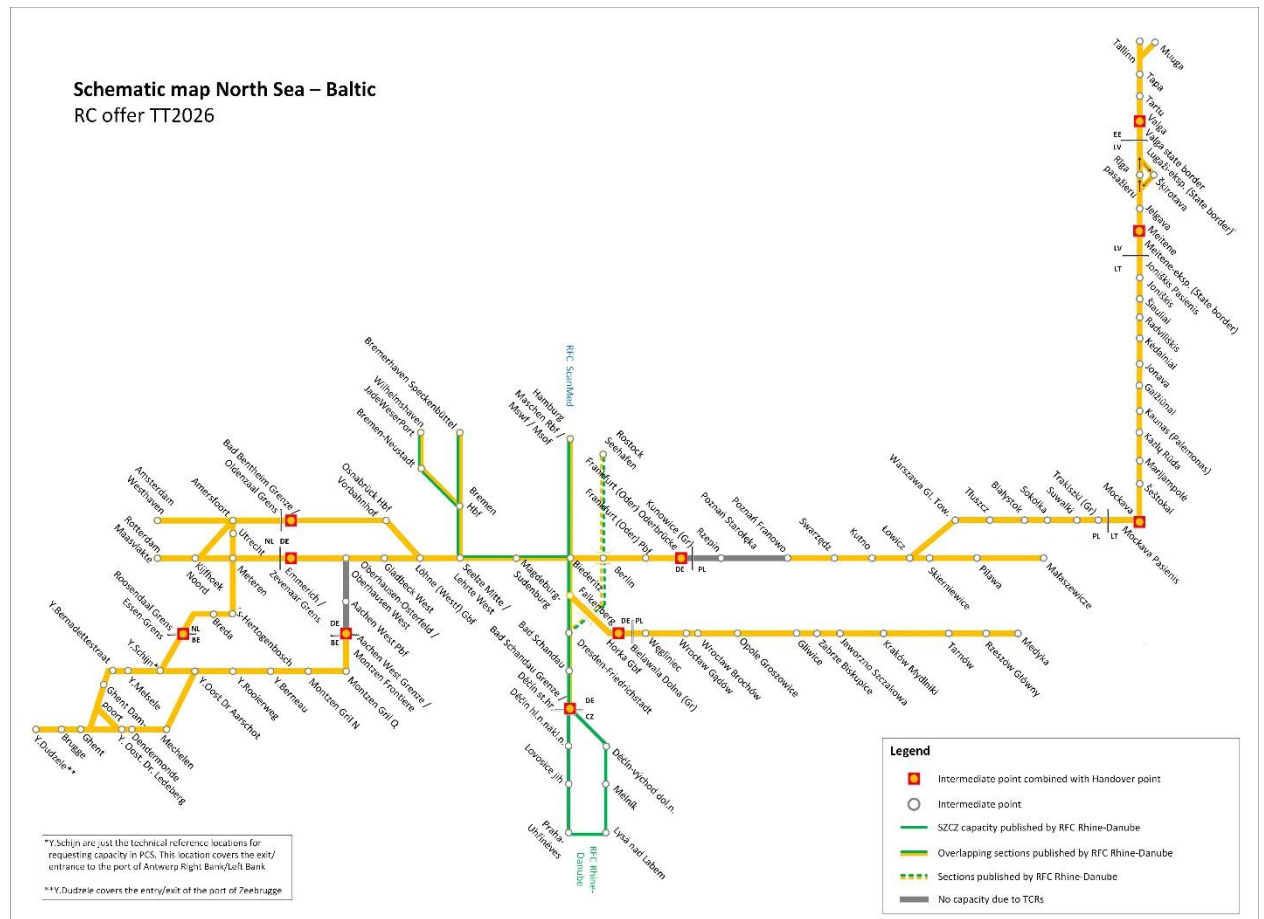 Schematic map North Sea – Baltic
RC offer TT2026
Tallinn
Muuga
Tapa
Tartu
Valga
EE
LV
Valga state border
Lugaži-eksp. (State border)
Rīga
pasažieru
Šķirotava
Jelgava
Meitene
LV
LT
Meitene-eksp. (State border)
Joniškis Pasienis
Joniškis
Šiauliai
Radviliškis
Kėdainiai
Jonava
Gaižiūnai
Kaunas (Palemonas)
Kazlų Rūda
Marijampolė
Šeštokai
Mockava
Mockava Pasienis
PL
LT
Trakiszki (Gr)
Suwałki
Sokółka
Białystok
Tłuszcz
Warszawa Gł. Tow.
RFC ScanMed
Bremerhaven Speckenbüttel
Wilhelmshaven
JadeWeserPort
Bremen-Neustadt
Bremen
Hbf
Hamburg
Maschen Rbf /
Mswf / Msof
Rostock
Seehafen
Amsterdam
Westhaven
Amersfoort
Bad Bentheim Grenze /
Oldenzaal Grens
Osnabrück Hbf
Vorbahnhof
Rotterdam
Maasvlakte
Kijfhoek
Noord
Utrecht
Meteren
NL
DE
Emmerich /
Zevenaar Grens
Oberhausen-Osterfeld /
Oberhausen West
Gladbeck West
Löhne (Westf) Gbf
Seelze Mitte /
Lehrte West
Magdeburg-
Sudenburg
Biederitz
Berlin
Frankfurt (Oder) Pbf
Frankfurt (Oder) Oderbrücke
Kunowice (Gr)
DE
PL
Rzepin
Poznań Starołęka
Poznań Franowo
Swarzędz
Kutno
Łowicz
Skierniewice
Pilawa
Małaszewicze
Roosendaal Grens
Essen-Grens
NL
BE
Breda
's-Hertogenbosch
Aachen West Pbf
DE
BE
Aachen West Grenze /
Montzen Frontiere
Falkenberg
DE
PL
Horka Gbf
Bielawa Dolna (Gr)
Węgliniec
Wrocław Gądów
Wrocław Brochów
Opole Groszowice
Gliwice
Zabrze Biskupice
Jaworzno Szczakowa
Kraków Mydlniki
Tarnów
Rzeszów Główny
Medyka
Y.Bernadettestraat
Y.Melsele
Y.Schijn*
Y.Oost Dr Aarschot
Y.Rooierweg
Y.Berneau
Montzen Gril N
Montzen Gril Q
Dresden-Friedrichstadt
Bad Schandau
Bad Schandau Grenze /
Děčín st.hr.
DE
CZ
Děčín hl.n.nákl.n.
Děčín-východ dol.n.
Lovosice jih
Mělník
Praha-
Uhříněves
Lysá nad Labem
RFC Rhine-
Danube
Ghent Dam.
poort
Y.Dudzele**
Brugge
Ghent
Y. Oost. Dr. Ledeberg
Dendermonde
Mechelen
Legend
Intermediate point combined with Handover point
Intermediate point
SZCZ capacity published by RFC Rhine-Danube
Overlapping sections published by RFC Rhine-Danube
Sections published by RFC Rhine-Danube
No capacity due to TCRs
*Y.Schijn are just the technical reference locations for
requesting capacity in PCS. This location covers the exit/
entrance to the port of Antwerp Right Bank/Left Bank
**Y.Dudzele covers the entry/exit of the port of Zeebrugge